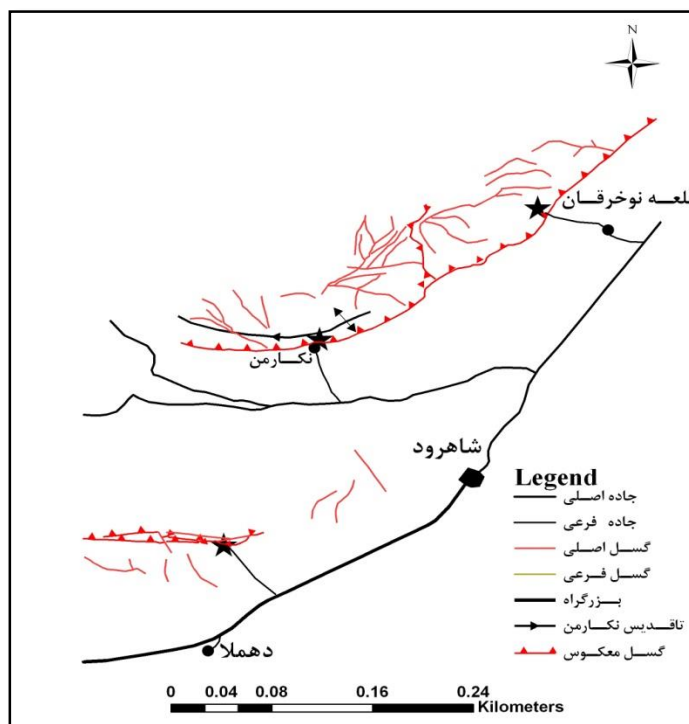 N
لعه نوخرقان
نکارمن
شاهرود
Legend
جاده اصلی
جاده فرعی
گسل اصلی
گسل فرعی
بزرگراه
تاقدیس نکارمن
گسل معکوس
دهملا
0 0.04 0.08 0.16 0.24
Kilometers